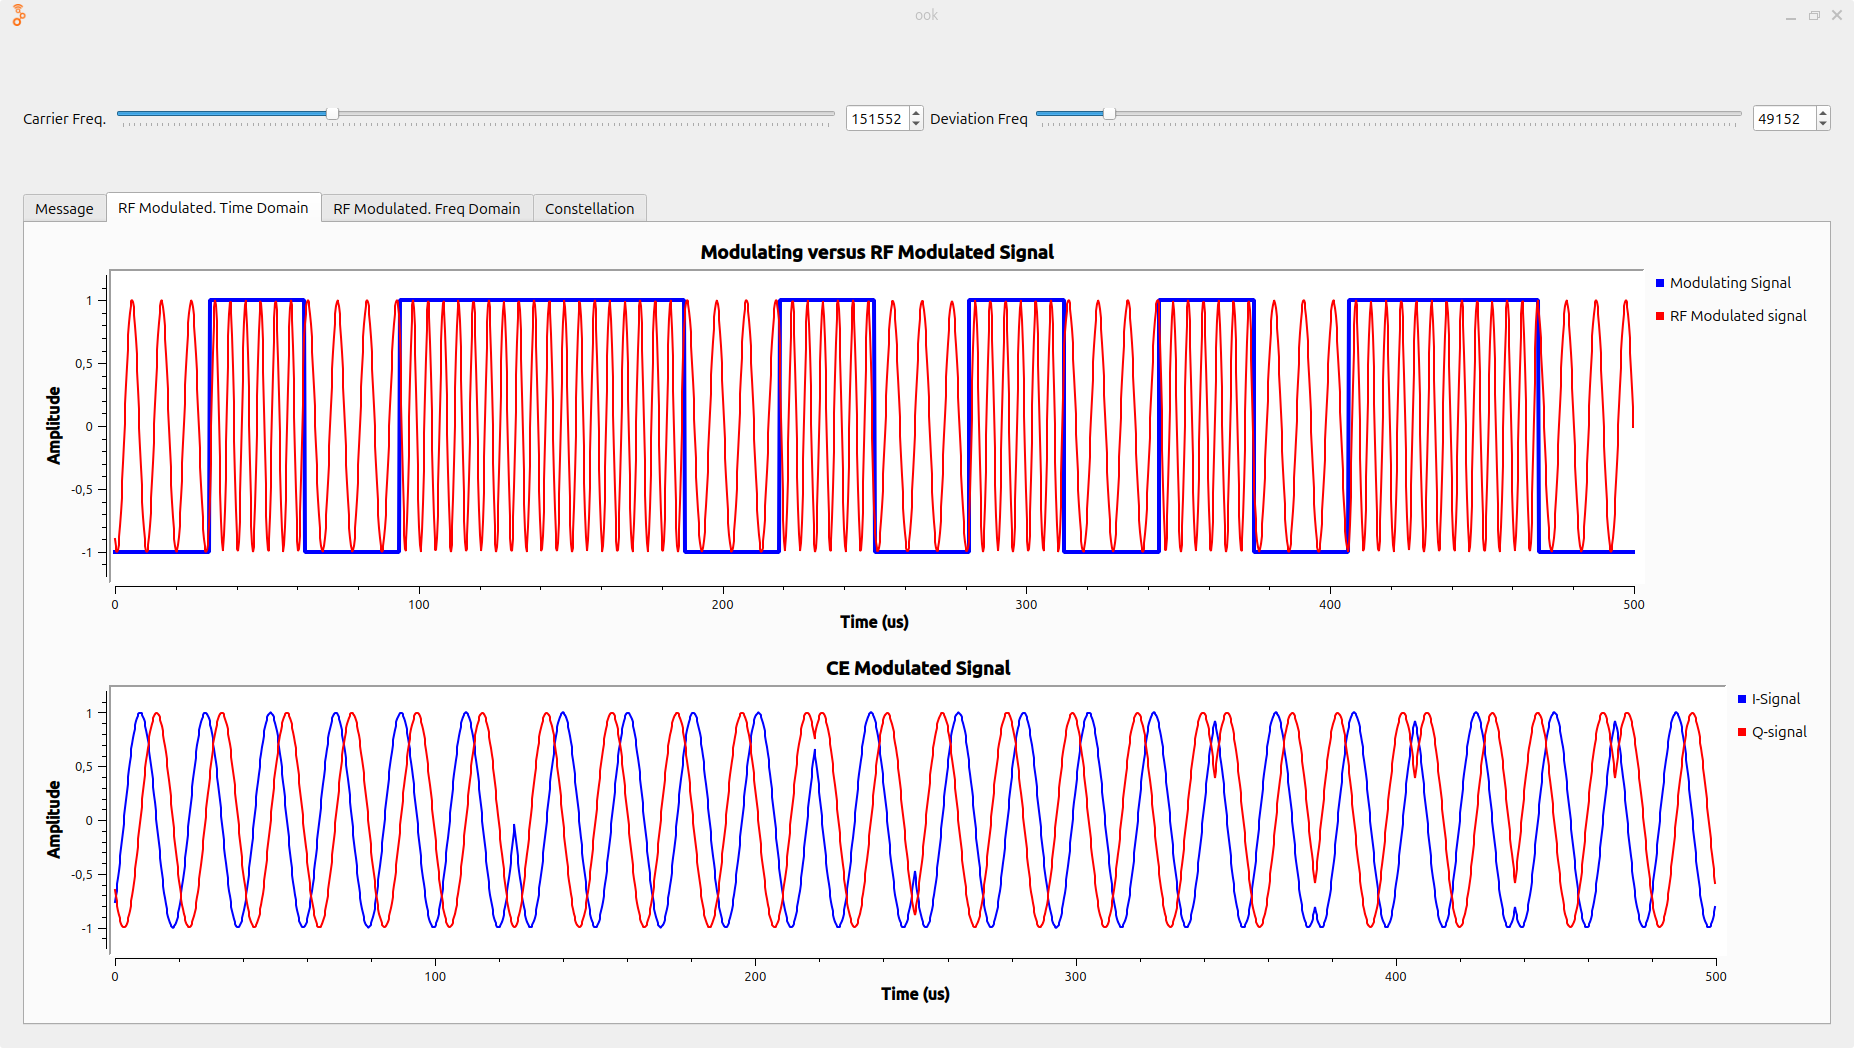 ook
Carrier Freq. 151552 Deviation Freq 49152
Message RF Modulated. Time Domain RF Modulated. Freq Domain Constellation
Modulating versus RF Modulated Signal
Modulating Signal
RF Modulated signal
Amplitude
1
0,5
0
-0,5
-1
0 100 200 300 400 500
Time (us)
CE Modulated Signal
I-Signal
Q-signal
Amplitude
1
0,5
0
-0,5
-1
0 100 200 300 400 500
Time (us)